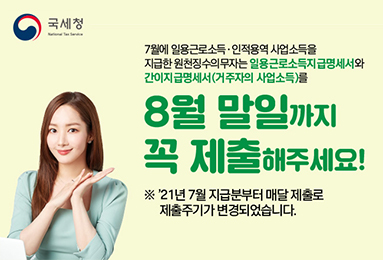 국세청
National Tax Service
7월에 일용근로소득·인적용역 사업소득을
지급한 원천징수의무자는 일용근로소득지급명세서와
간이지급명세서(거주자의 사업소득)를
8월 말일까지
꼭 제출해주세요!
※ '21년 7월 지급분부터 매달 제출로
제출주기가 변경되었습니다.